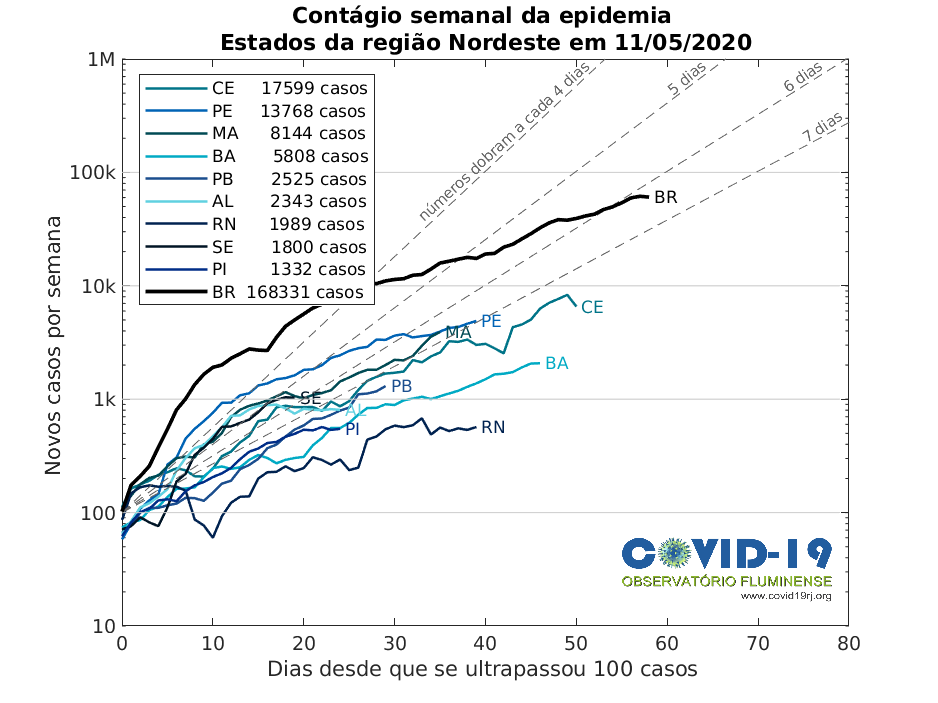 Contágio semanal da epidemia
Estados da região Nordeste em 11/05/2020
1M
100k
10k
1k
100
10
Novos casos por semana
CE 17599 casos
PE 13768 casos
MA 8144 casos
BA 5808 casos
PB 2525 casos
AL 2343 casos
RN 1989 casos
SE 1800 casos
PI 1332 casos
BR 168331 casos
números dobram a cada 4 dias
5 dias
6 dias
7 dias
BR
CE
PE
MA
BA
PB
SE
AL
PI
RN
COVID-19
OBSERVATÓRIO FLUMINENSE
www.covid19rj.org
0 10 20 30 40 50 60 70 80
Dias desde que se ultrapassou 100 casos